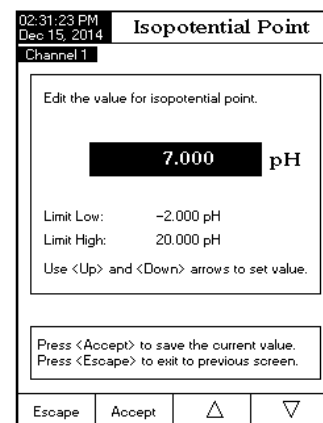 02:31:23 PM
Dec 15, 2014
Isopotential Point
Channel 1
Edit the value for isopotential point.
7.000 pH
Limit Low: -2.000 pH
Limit High: 20.000 pH
Use <Up> and <Down> arrows to set value.
Press <Accept> to save the current value.
Press <Escape> to exit to previous screen.
Escape Accept △ ▽